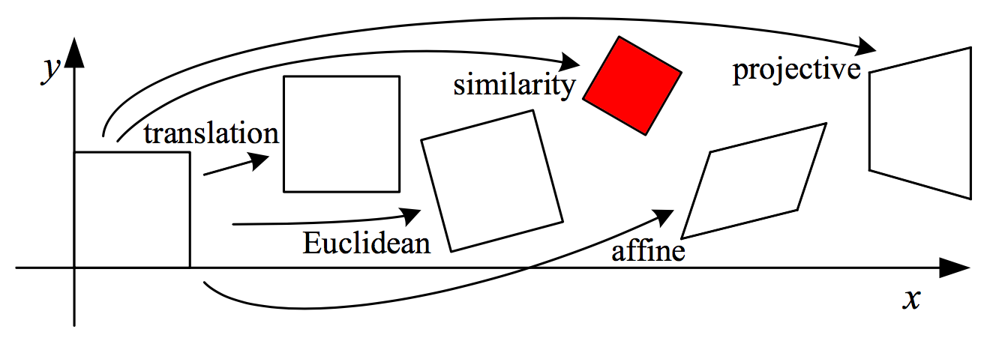 y
similarity
projective
translation
Euclidean
affine
x